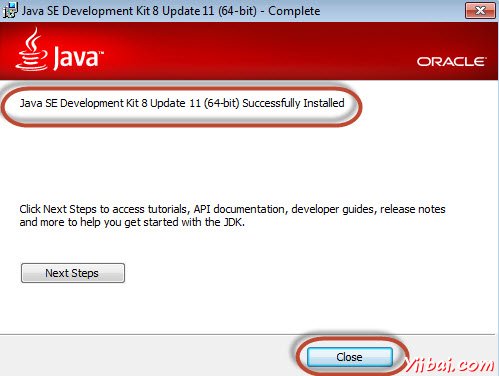 Java SE Development Kit 8 Update 11 (64-bit) - Complete
Java™
ORACLE
Java SE Development Kit 8 Update 11 (64-bit) Successfully Installed
Click Next Steps to access tutorials, API documentation, developer guides, release notes
and more to help you get started with the JDK.
Next Steps
Close
Yiibai.com